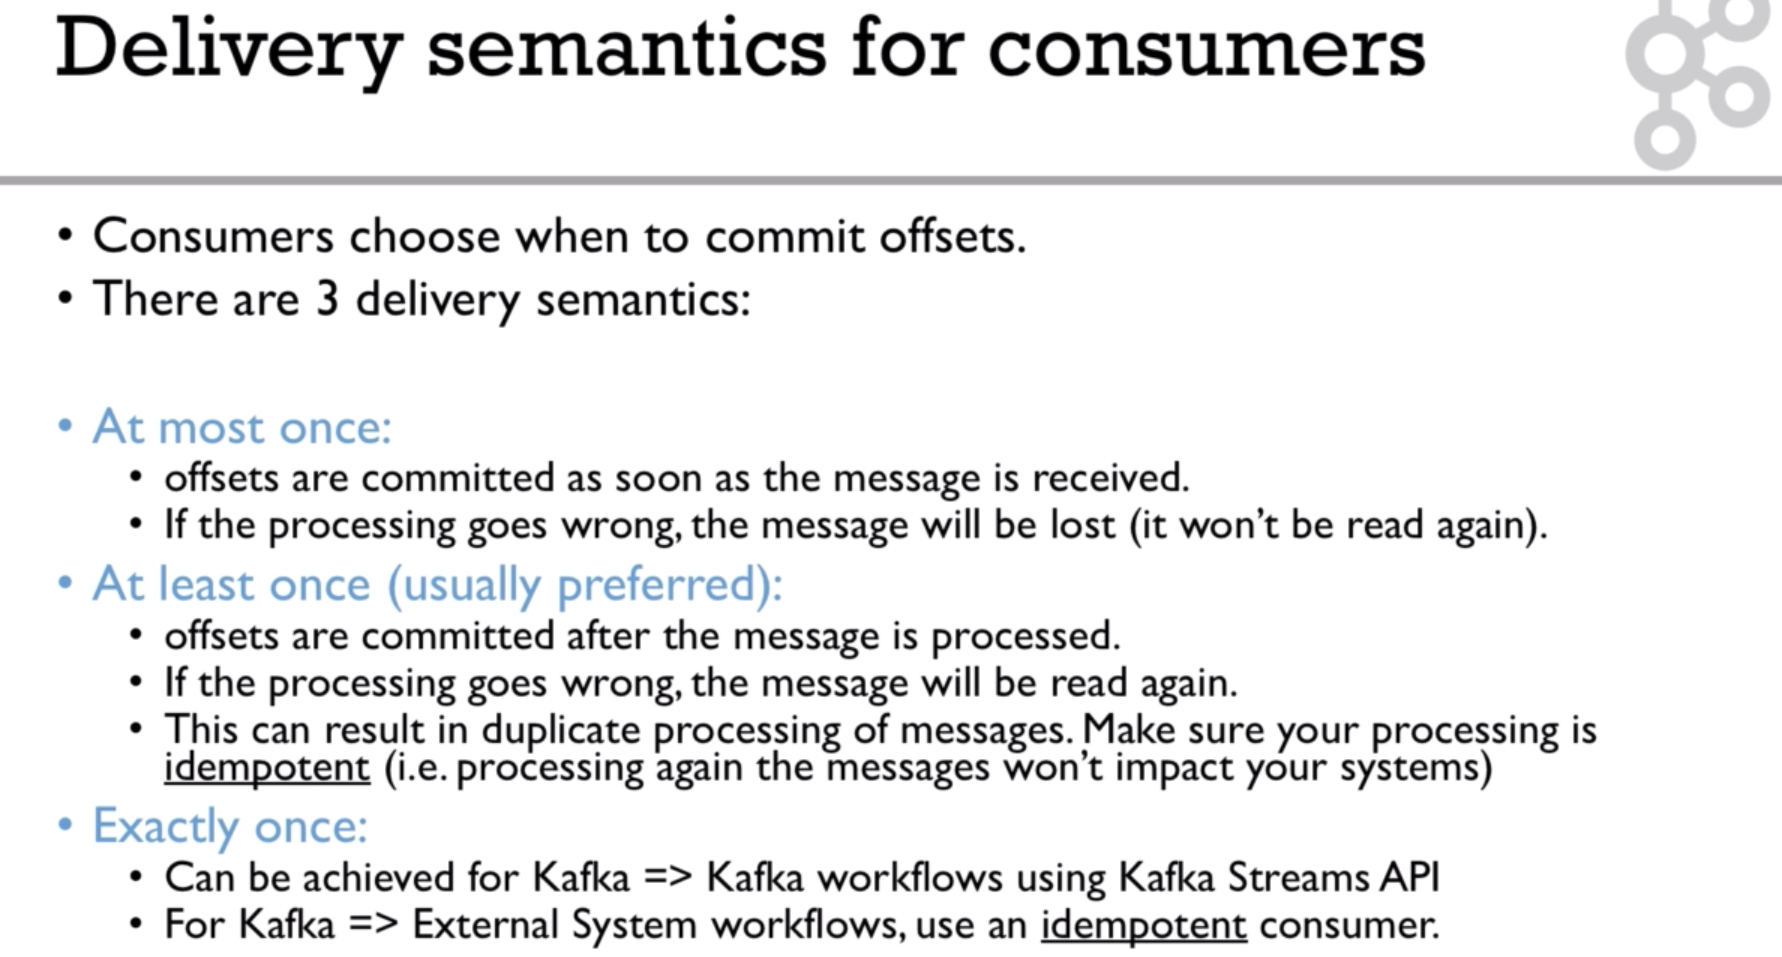 Delivery semantics for consumers
• Consumers choose when to commit offsets.
• There are 3 delivery semantics:
• At most once:
• offsets are committed as soon as the message is received.
• If the processing goes wrong, the message will be lost (it won’t be read again).
• At least once (usually preferred):
• offsets are committed after the message is processed.
• If the processing goes wrong, the message will be read again.
• This can result in duplicate processing of messages. Make sure your processing is
idempotent (i.e. processing again the messages won’t impact your systems)
• Exactly once:
• Can be achieved for Kafka => Kafka workflows using Kafka Streams API
• For Kafka => External System workflows, use an idempotent consumer.